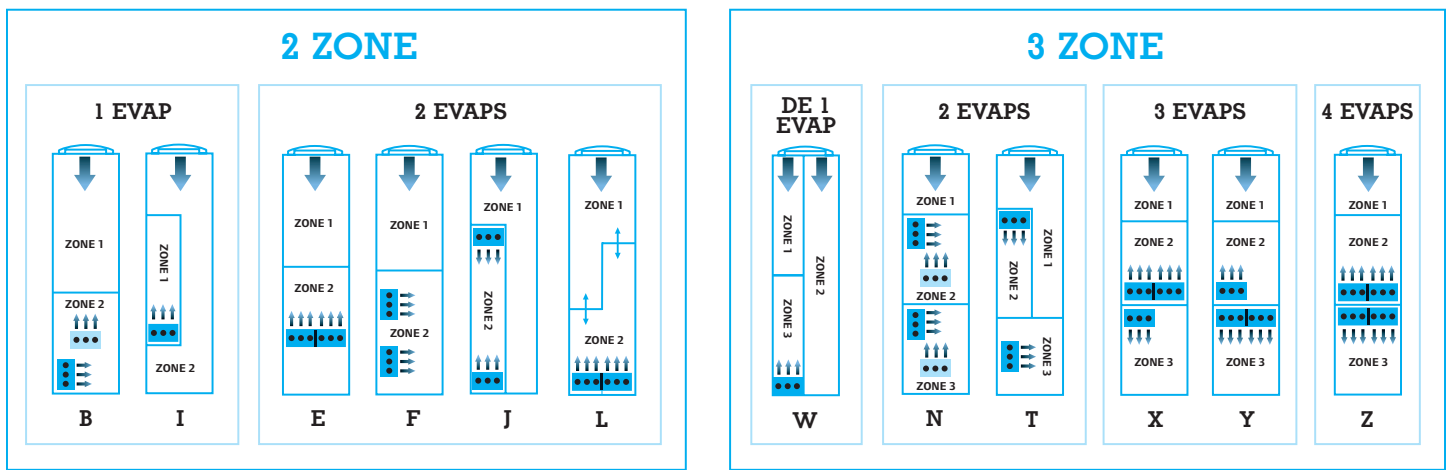 2 ZONE
1 EVAP
ZONE 1
ZONE 2
B
ZONE 1
ZONE 2
I
2 EVAPS
ZONE 1
ZONE 2
E
ZONE 1
ZONE 2
F
ZONE 1
ZONE 2
J
ZONE 1
ZONE 2
L
3 ZONE
DE 1
EVAP
ZONE 1
ZONE 2
ZONE 3
W
2 EVAPS
ZONE 1
ZONE 2
ZONE 3
N
ZONE 1
ZONE 2
ZONE 3
T
3 EVAPS
ZONE 1
ZONE 2
ZONE 3
X
ZONE 1
ZONE 2
ZONE 3
Y
4 EVAPS
ZONE 1
ZONE 2
ZONE 3
Z